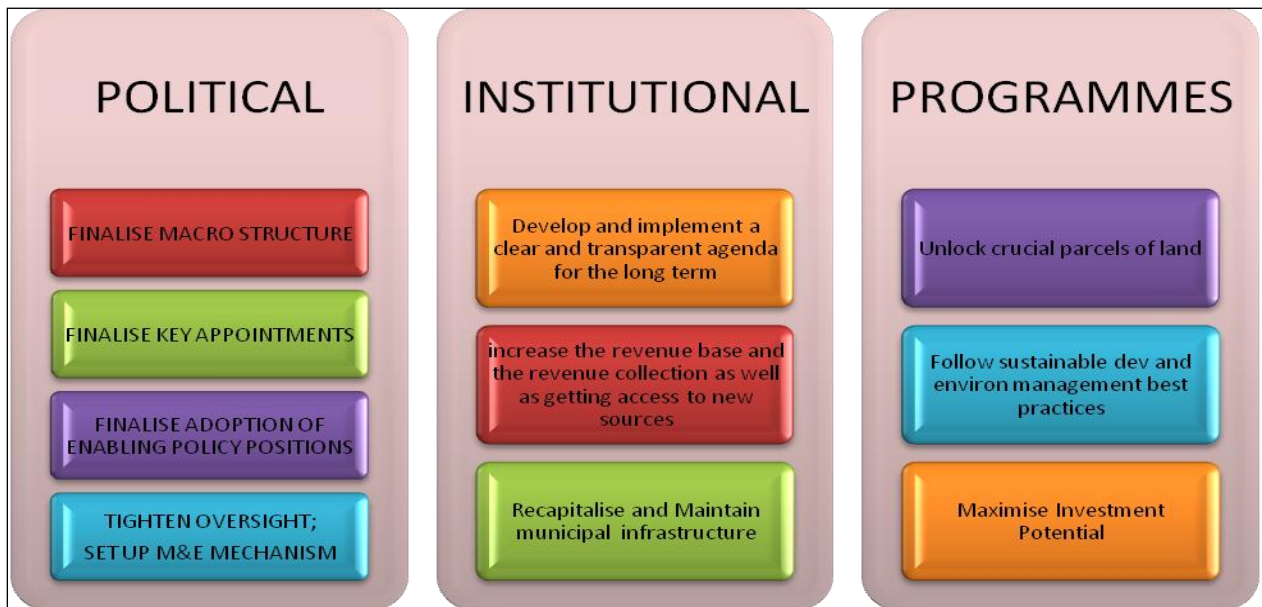 POLITICAL
FINALISE MACRO STRUCTURE
FINALISE KEY APPOINTMENTS
FINALISE ADOPTION OF
ENABLING POLICY POSITIONS
TIGHTEN OVERSIGHT;
SET UP M&E MECHANISM
INSTITUTIONAL
Develop and implement a
clear and transparent agenda
for the long term
increase the revenue base and
the revenue collection as well
as getting access to new
sources
Recapitalise and Maintain
municipal infrastructure
PROGRAMMES
Unlock crucial parcels of land
Follow sustainable dev and
environ management best
practices
Maximise Investment
Potential